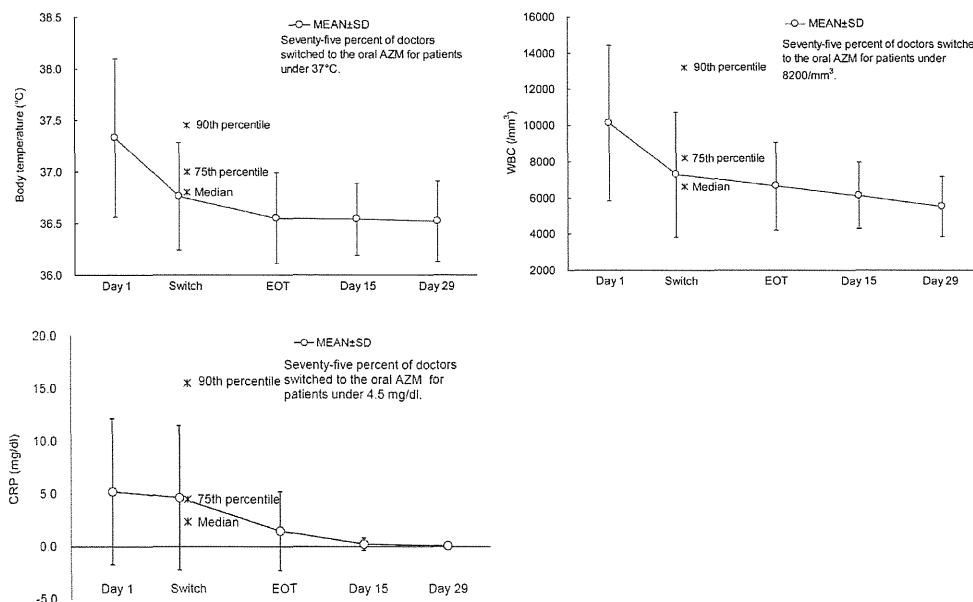 38.5
MEAN±SD
Seventy-five percent of doctors
switched to the oral AZM for patients
under 37°C.
38.0
37.5
90th percentile
37.0
75th percentile
Median
36.5
36.0
Body temperature (°C)
Day 1 Switch EOT Day 15 Day 29
16000
MEAN±SD
Seventy-five percent of doctors switche
to the oral AZM for patients under
8200/mm³.
14000
90th percentile
12000
10000
8000
75th percentile
Median
6000
4000
2000
WBC (/mm³)
Day 1 Switch EOT Day 15 Day 29
20.0
MEAN±SD
Seventy-five percent of doctors
switched to the oral AZM for
patients under 4.5 mg/dl.
90th percentile
15.0
10.0
5.0
75th percentile
Median
0.0
-5.0
CRP (mg/dl)
Day 1 Switch EOT Day 15 Day 29